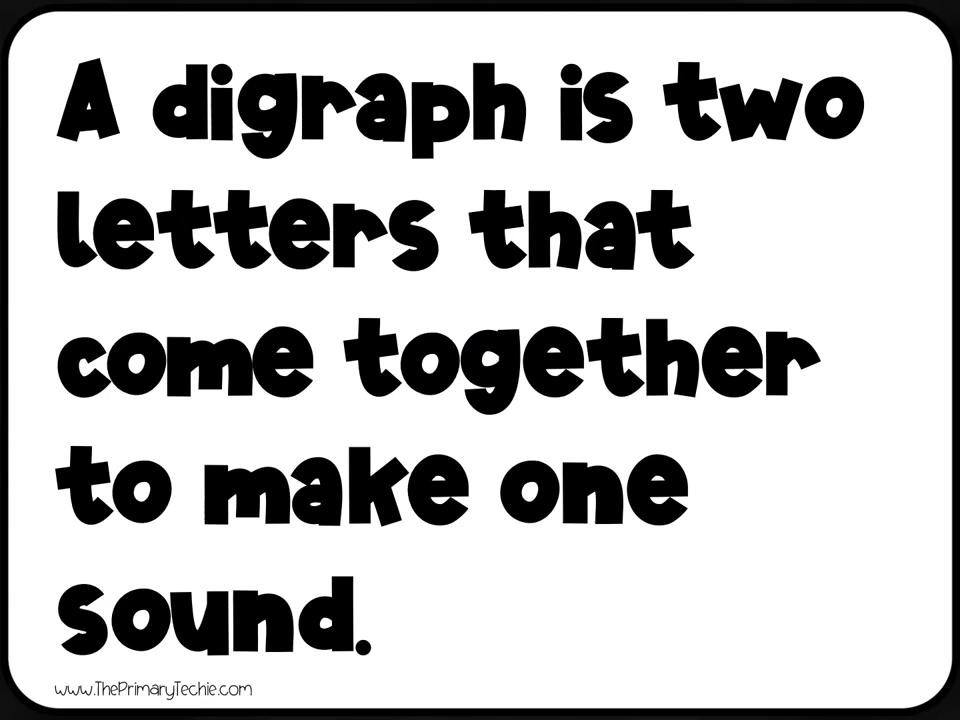 A digraph is two
letters that
come together
to make one
sound.
www.ThePrimaryTechie.com